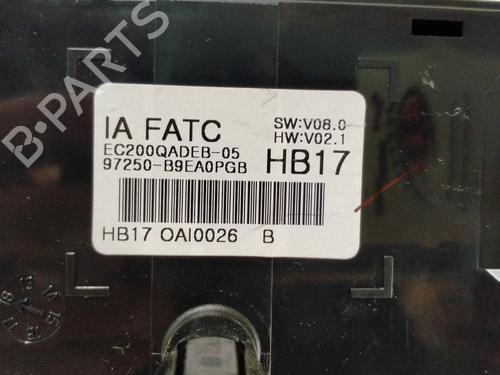 B-PARTS
IA FATC
SW:V08.0
HW:V02.1
EC200QADEB-05
97250-B9EA0PGB
HB17
HB17 OAI0026 B